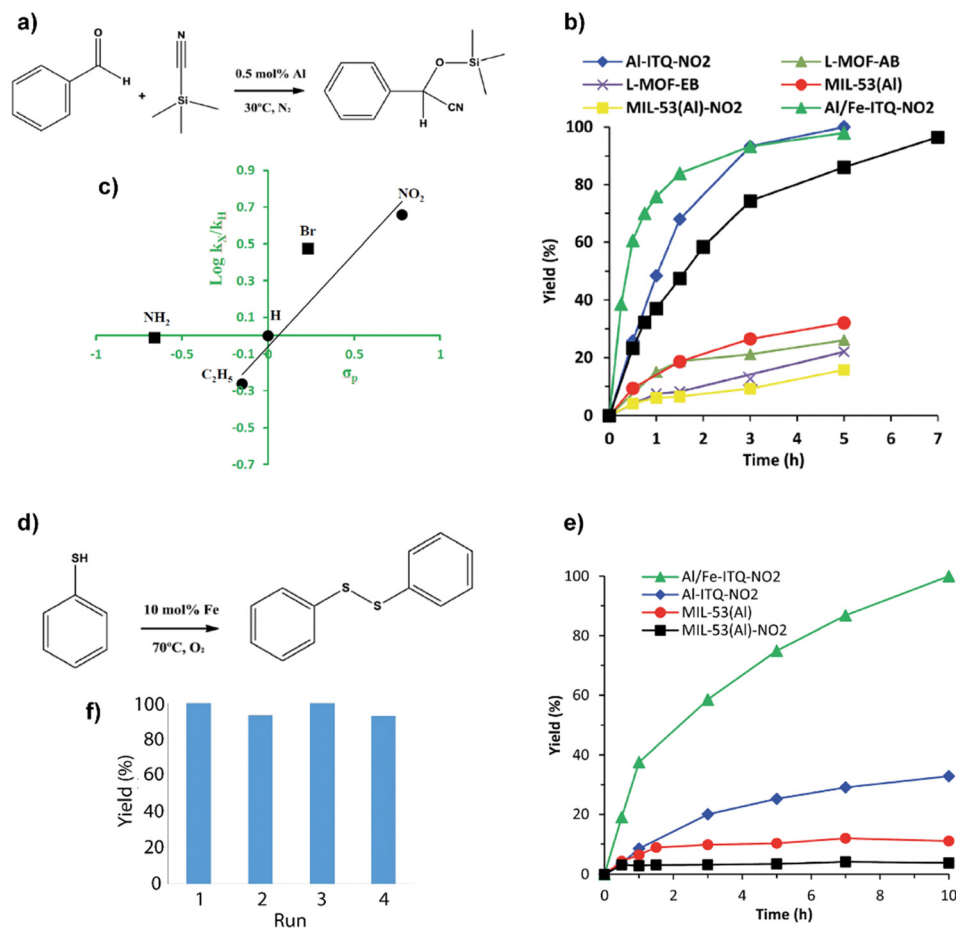 a)
O
H
+
N
Si
0.5 mol% Al
30ºC, N₂
O
Si
CN
H
b)
Al-ITQ-NO2
L-MOF-AB
L-MOF-EB
MIL-53(Al)
MIL-53(Al)-NO2
Al/Fe-ITQ-NO2
100
80
60
40
20
0
Yield (%)
0 1 2 3 4 5 6 7
Time (h)
c)
0.9
0.7
0.5
0.3
0.1
-0.1
-0.3
-0.5
-0.7
Log kX/kH
NO₂
Br
H
NH₂
C₂H₅
-1 -0.5 0 0.5 1
σp
d)
SH
10 mol% Fe
70ºC, O₂
S
S
e)
Al/Fe-ITQ-NO2
Al-ITQ-NO2
MIL-53(Al)
MIL-53(Al)-NO2
100
80
60
40
20
0
Yield (%)
0 2 4 6 8 10
Time (h)
f)
100
80
60
40
20
0
Yield (%)
1 2 3 4
Run